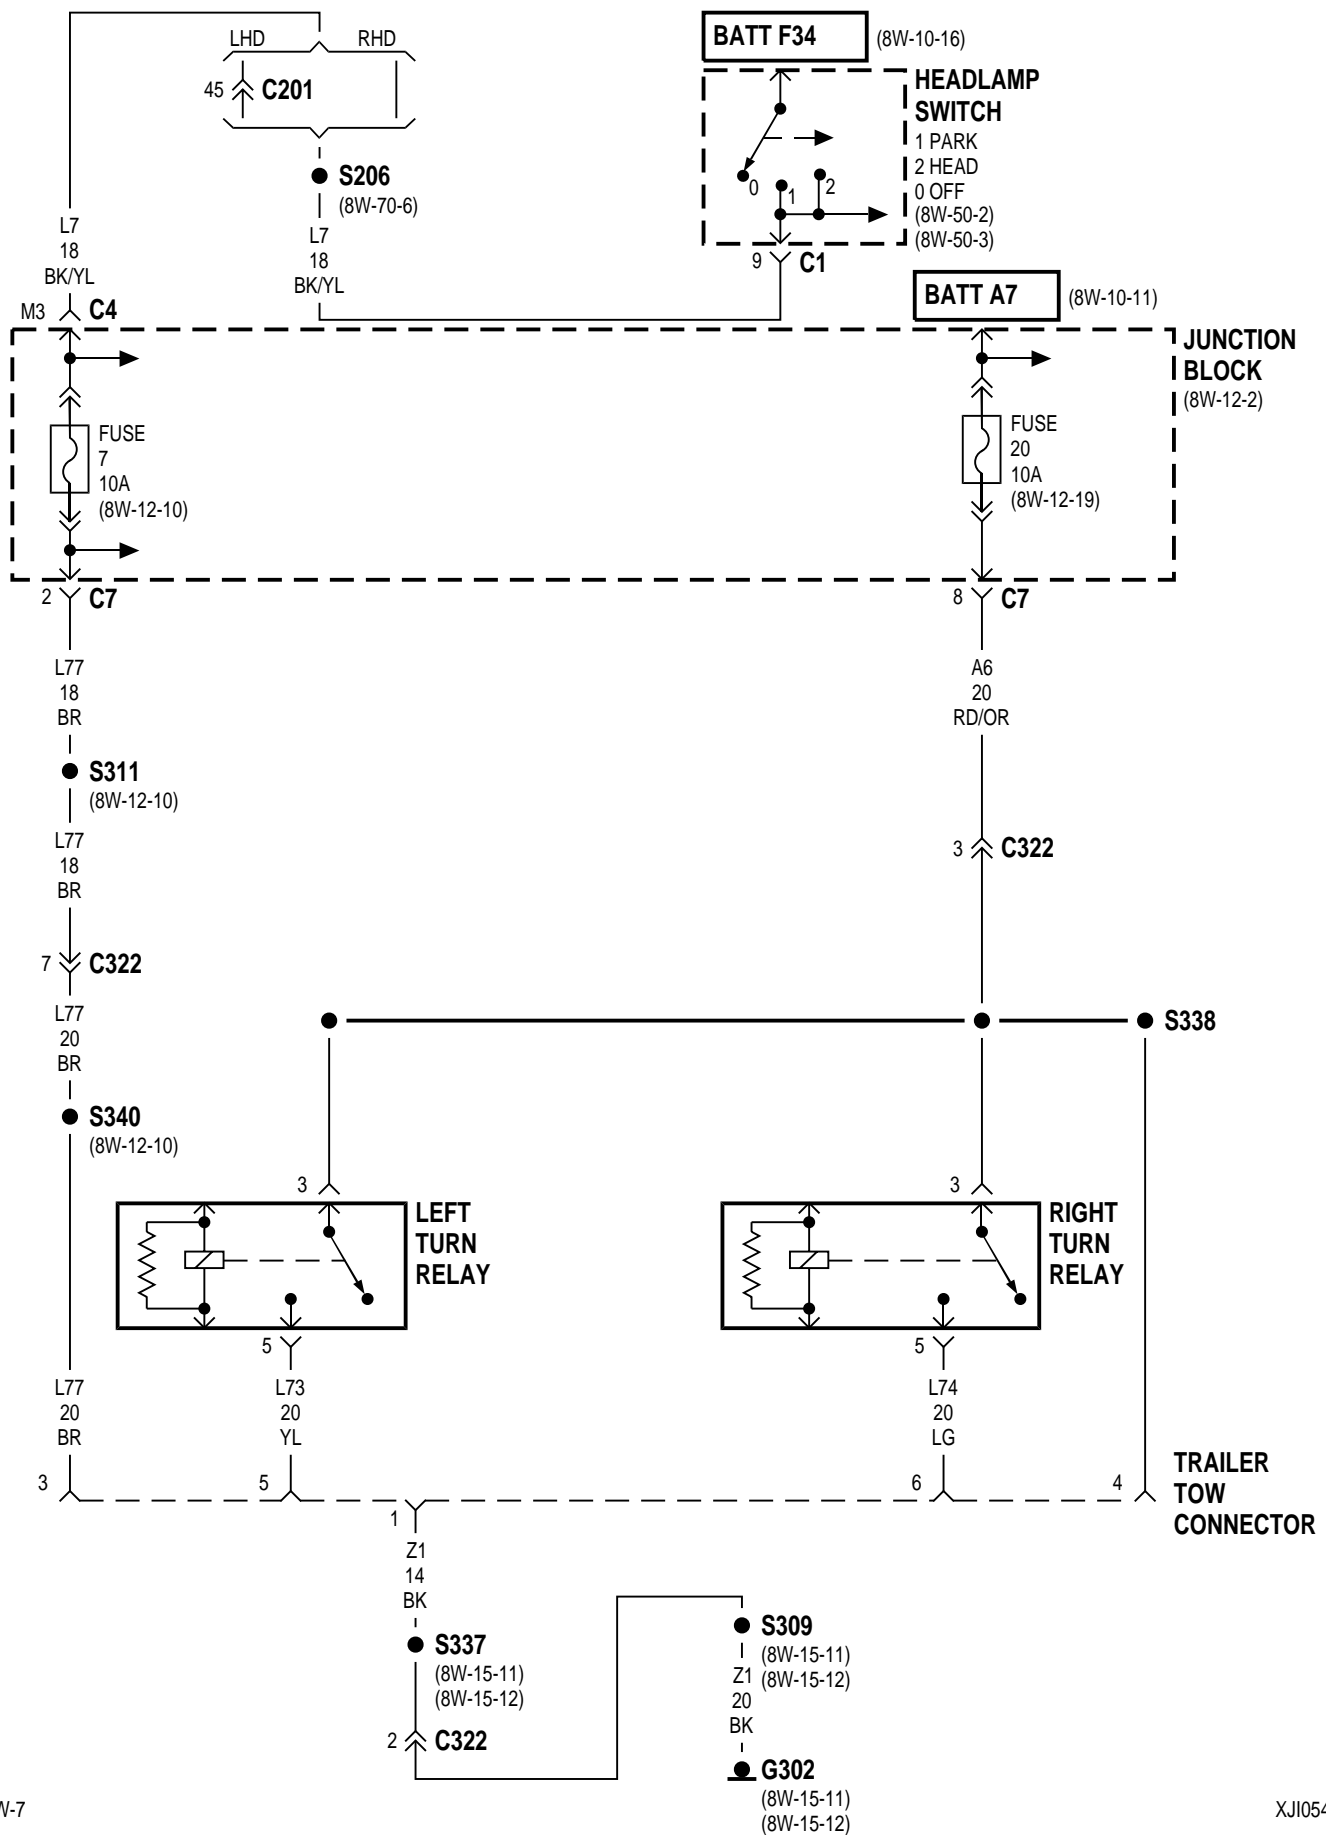 LHD
RHD
BATT F34
(8W-10-16)
45
C201
HEADLAMP
SWITCH
1 PARK
2 HEAD
0 OFF
(8W-50-2)
(8W-50-3)
0
1
2
S206
(8W-70-6)
L7
18
BK/YL
L7
18
BK/YL
9
C1
BATT A7
(8W-10-11)
M3
C4
JUNCTION
BLOCK
(8W-12-2)
FUSE
7
10A
(8W-12-10)
FUSE
20
10A
(8W-12-19)
2
C7
8
C7
L77
18
BR
A6
20
RD/OR
S311
(8W-12-10)
L77
18
BR
3
C322
7
C322
L77
20
BR
S338
S340
(8W-12-10)
3
LEFT
TURN
RELAY
3
RIGHT
TURN
RELAY
5
5
L77
20
BR
L73
20
YL
L74
20
LG
3
5
6
4
TRAILER
TOW
CONNECTOR
1
Z1
14
BK
S337
(8W-15-11)
(8W-15-12)
S309
(8W-15-11)
(8W-15-12)
Z1
20
BK
2
C322
G302
(8W-15-11)
(8W-15-12)
W-7
XJI054